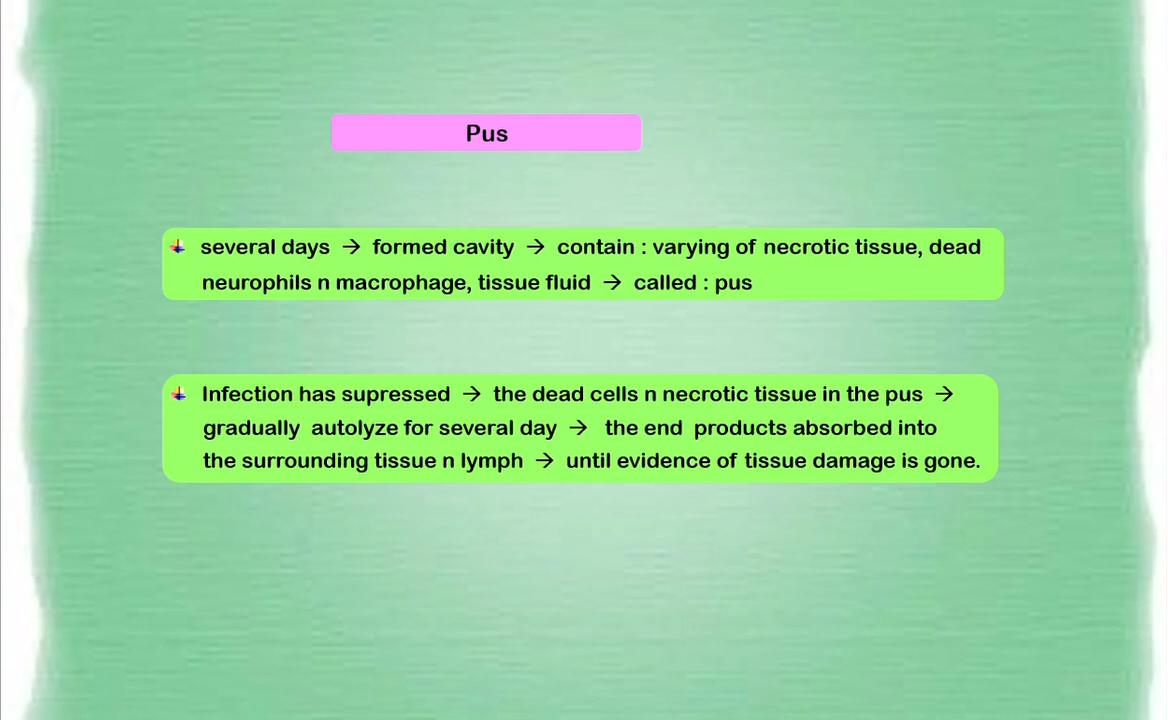 Pus
several days → formed cavity → contain : varying of necrotic tissue, dead
neurophils n macrophage, tissue fluid → called : pus
Infection has supressed → the dead cells n necrotic tissue in the pus →
gradually autolyze for several day → the end products absorbed into
the surrounding tissue n lymph → until evidence of tissue damage is gone.